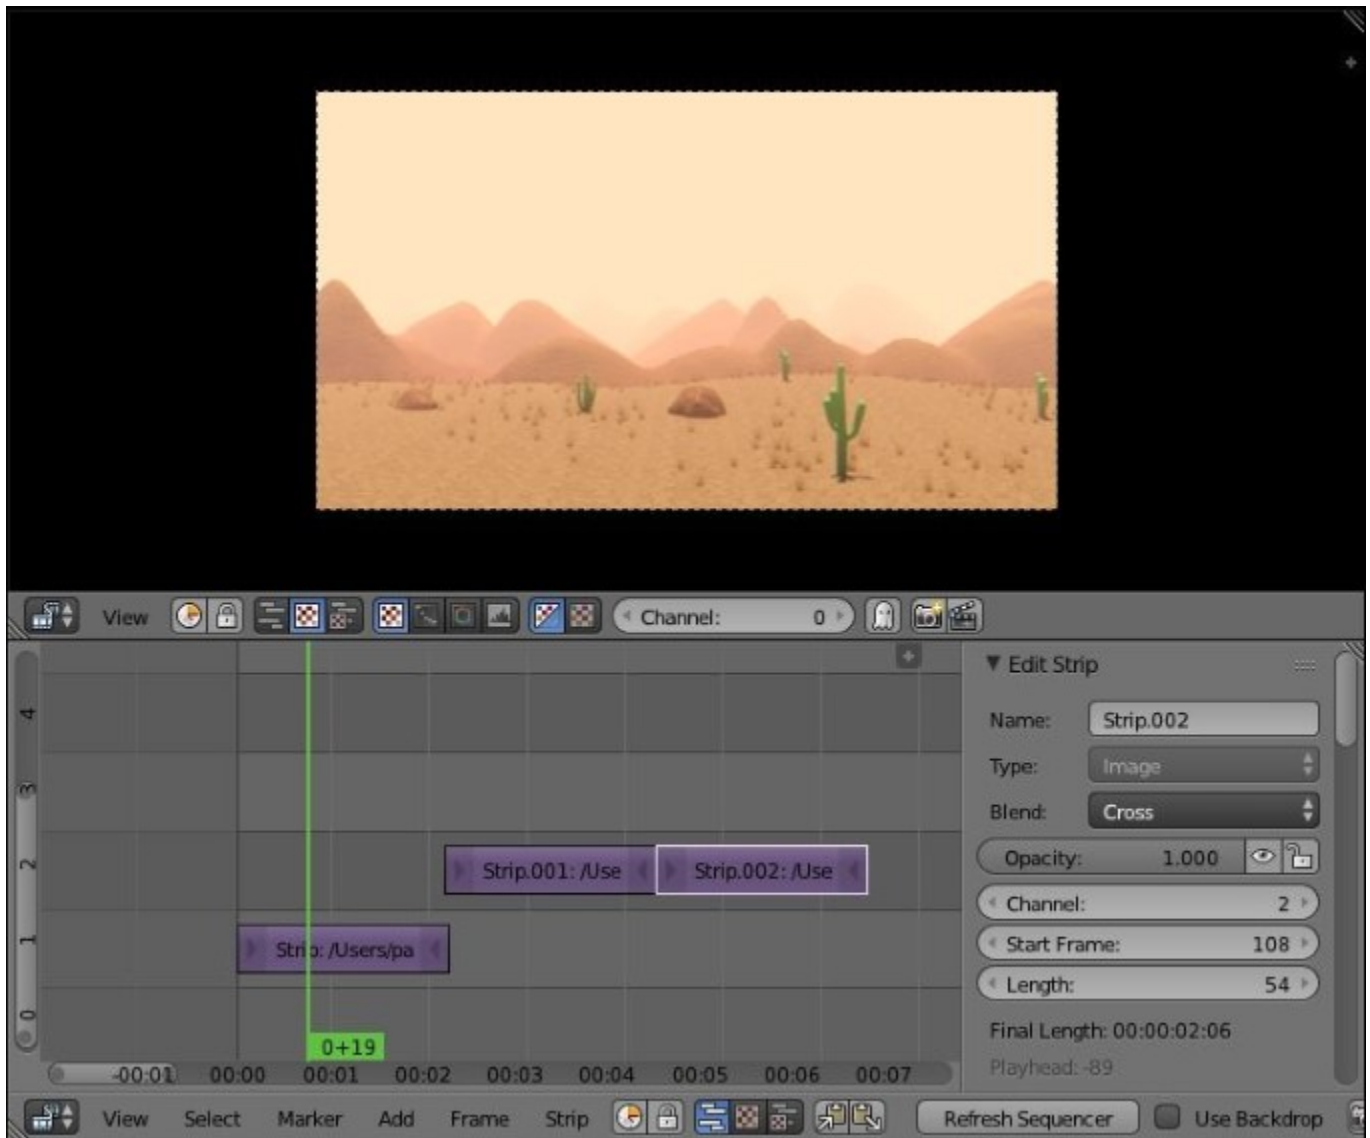 View
Channel: 0
4
3
2
1
0
Strip.001: /Use
Strip.002: /Use
Strip: /Users/pa
0+19
-00:01 00:00 00:01 00:02 00:03 00:04 00:05 00:06 00:07
Edit Strip
Name: Strip.002
Type: Image
Blend: Cross
Opacity: 1.000
Channel: 2
Start Frame: 108
Length: 54
Final Length: 00:00:02:06
Playhead: -89
View Select Marker Add Frame Strip Refresh Sequencer Use Backdrop